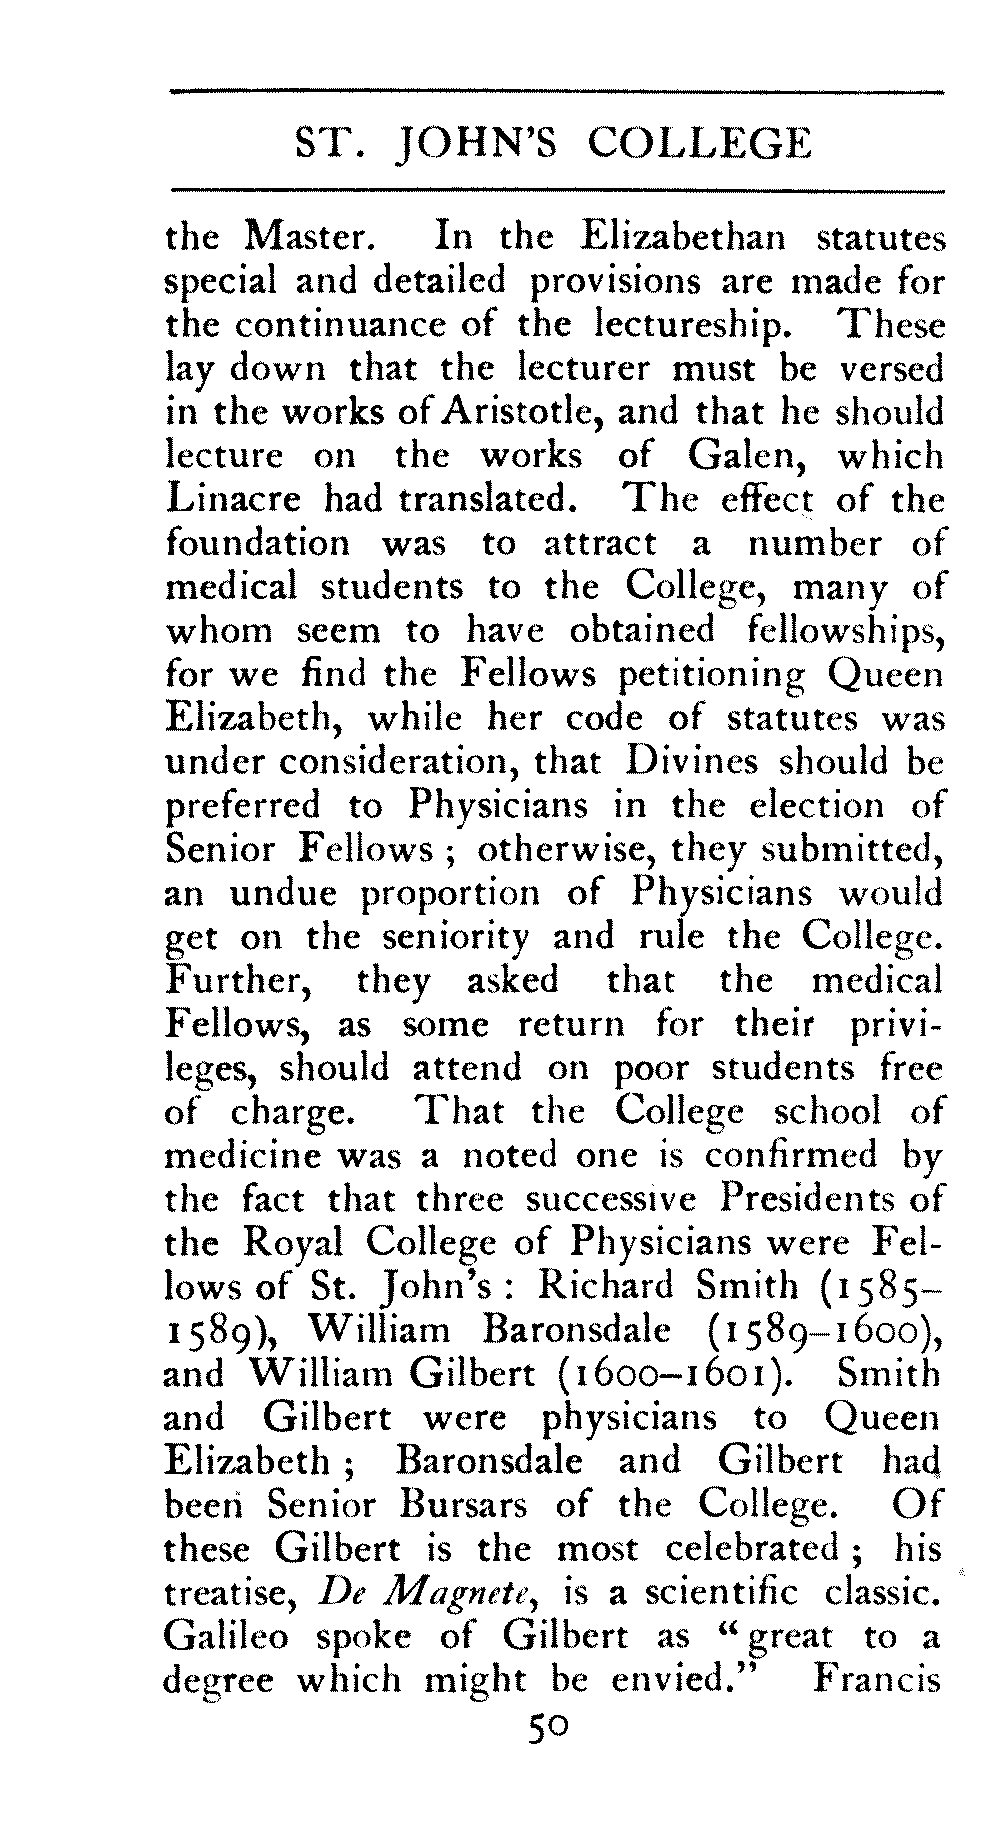 ST. JOHN'S COLLEGE
the Master. In the Elizabethan statutes
special and detailed provisions are made for
the continuance of the lectureship. These
lay down that the lecturer must be versed
in the works of Aristotle, and that he should
lecture on the works of Galen, which
Linacre had translated. The effect of the
foundation was to attract a number of
medical students to the College, many of
whom seem to have obtained fellowships,
for we find the Fellows petitioning Queen
Elizabeth, while her code of statutes was
under consideration, that Divines should be
preferred to Physicians in the election of
Senior Fellows ; otherwise, they submitted,
an undue proportion of Physicians would
get on the seniority and rule the College.
Further, they asked that the medical
Fellows, as some return for their privi-
leges, should attend on poor students free
of charge. That the College school of
medicine was a noted one is confirmed by
the fact that three successive Presidents of
the Royal College of Physicians were Fel-
lows of St. John's : Richard Smith (1585–
1589), William Baronsdale (1589–1600),
and William Gilbert (1600–1601). Smith
and Gilbert were physicians to Queen
Elizabeth ; Baronsdale and Gilbert had
been Senior Bursars of the College. Of
these Gilbert is the most celebrated ; his
treatise, De Magnete, is a scientific classic.
Galileo spoke of Gilbert as “great to a
degree which might be envied.” Francis
50